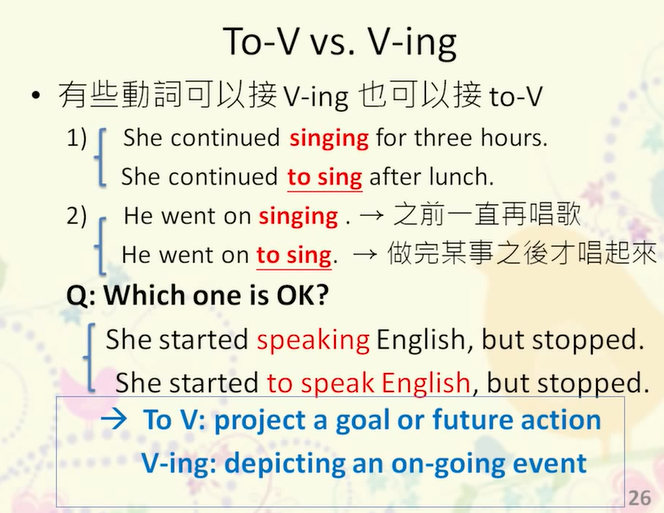 To-V vs. V-ing
• 有些動詞可以接 V-ing 也可以接 to-V
1) She continued singing for three hours.
She continued to sing after lunch.
2) He went on singing . → 之前一直再唱歌
He went on to sing. → 做完某事之後才唱起來
Q: Which one is OK?
She started speaking English, but stopped.
She started to speak English, but stopped.
→ To V: project a goal or future action
V-ing: depicting an on-going event
26